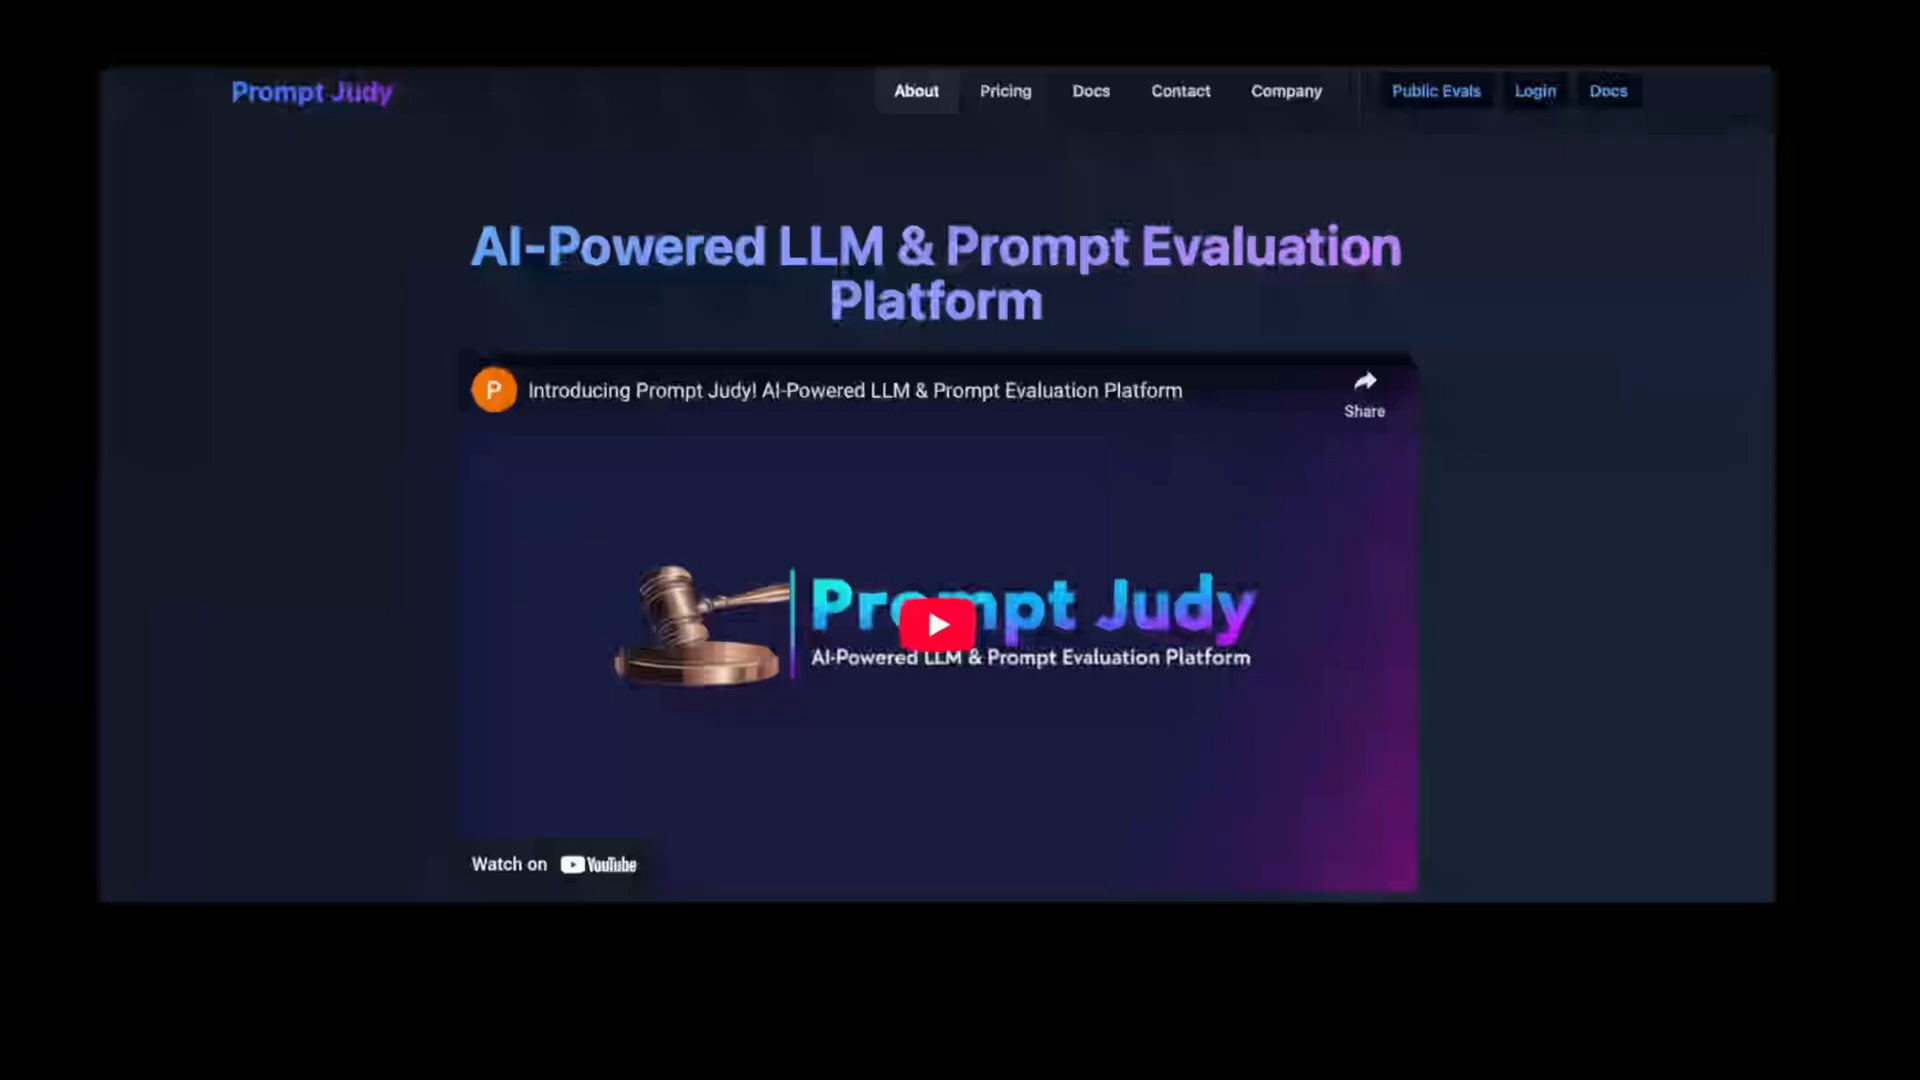 Prompt Judy
About Pricing Docs Contact Company Public Evals Login Docs
AI-Powered LLM & Prompt Evaluation
Platform
P Introducing Prompt Judy! AI-Powered LLM & Prompt Evaluation Platform
Share
Prompt Judy
AI-Powered LLM & Prompt Evaluation Platform
Watch on YouTube